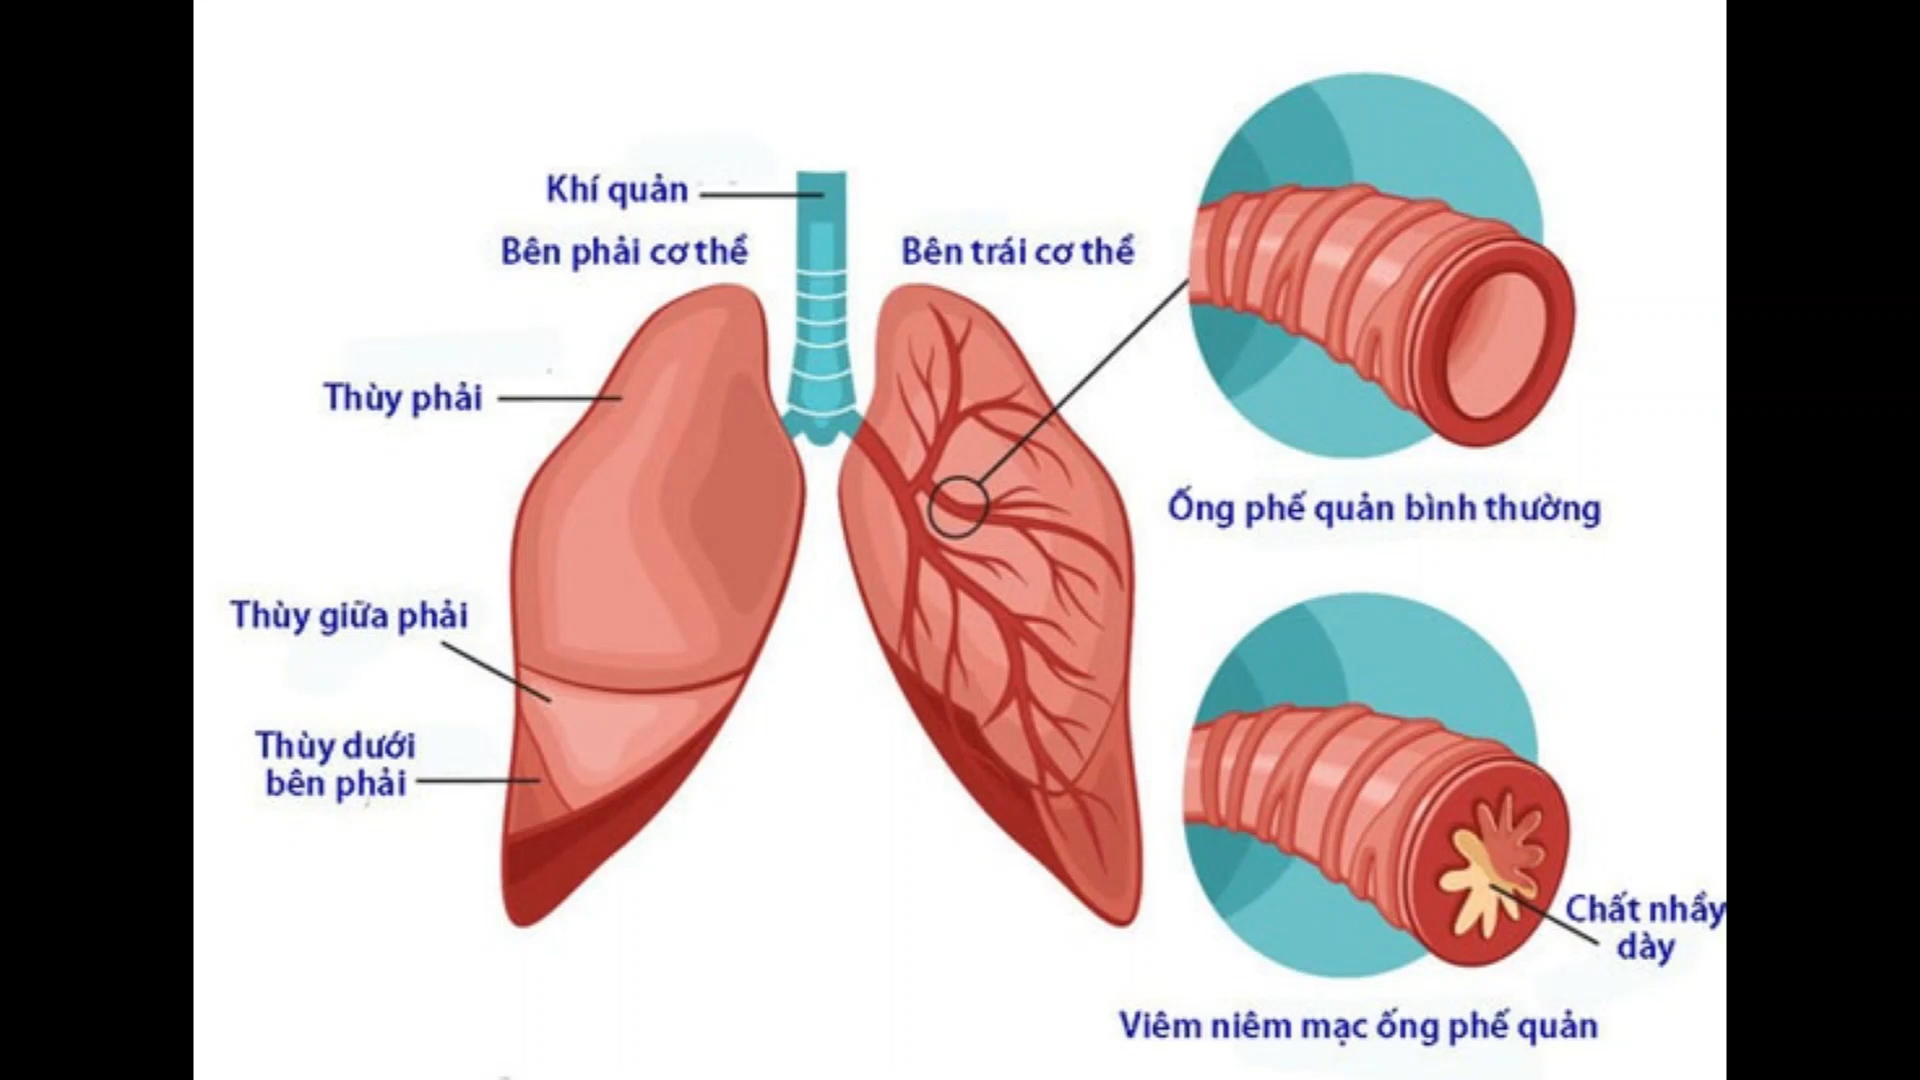 Khí quản
Bên phải cơ thể
Bên trái cơ thể
Thùy phải
Ống phế quản bình thường
Thùy giữa phải
Thùy dưới
bên phải
Chất nhầy
dày
Viêm niêm mạc ống phế quản